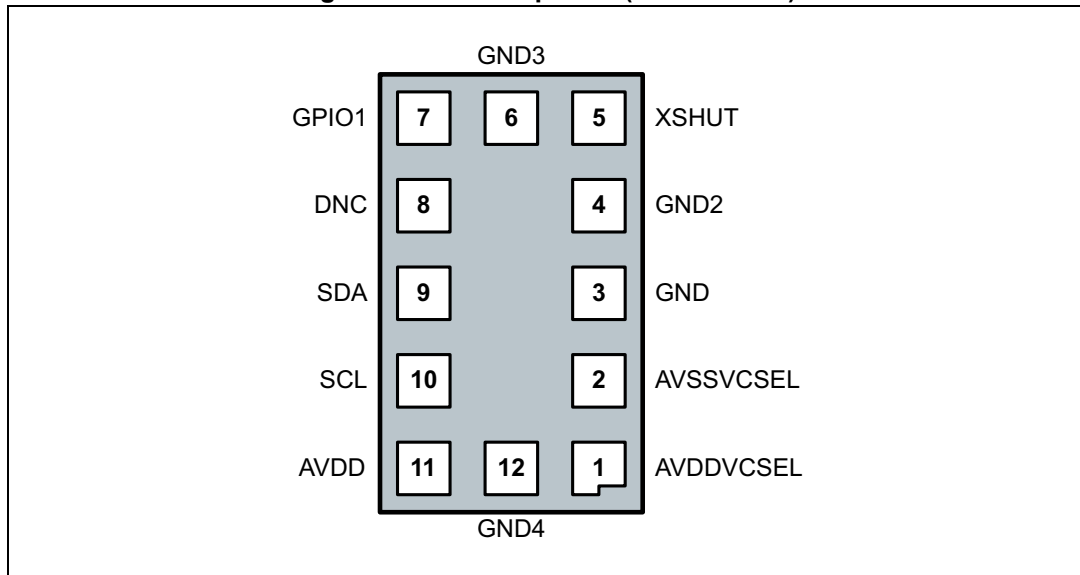 GND3
GPIO1 7 6 5 XSHUT
DNC 8 4 GND2
SDA 9 3 GND
SCL 10 2 AVSSVCSEL
AVDD 11 12 1 AVDDVCSEL
GND4